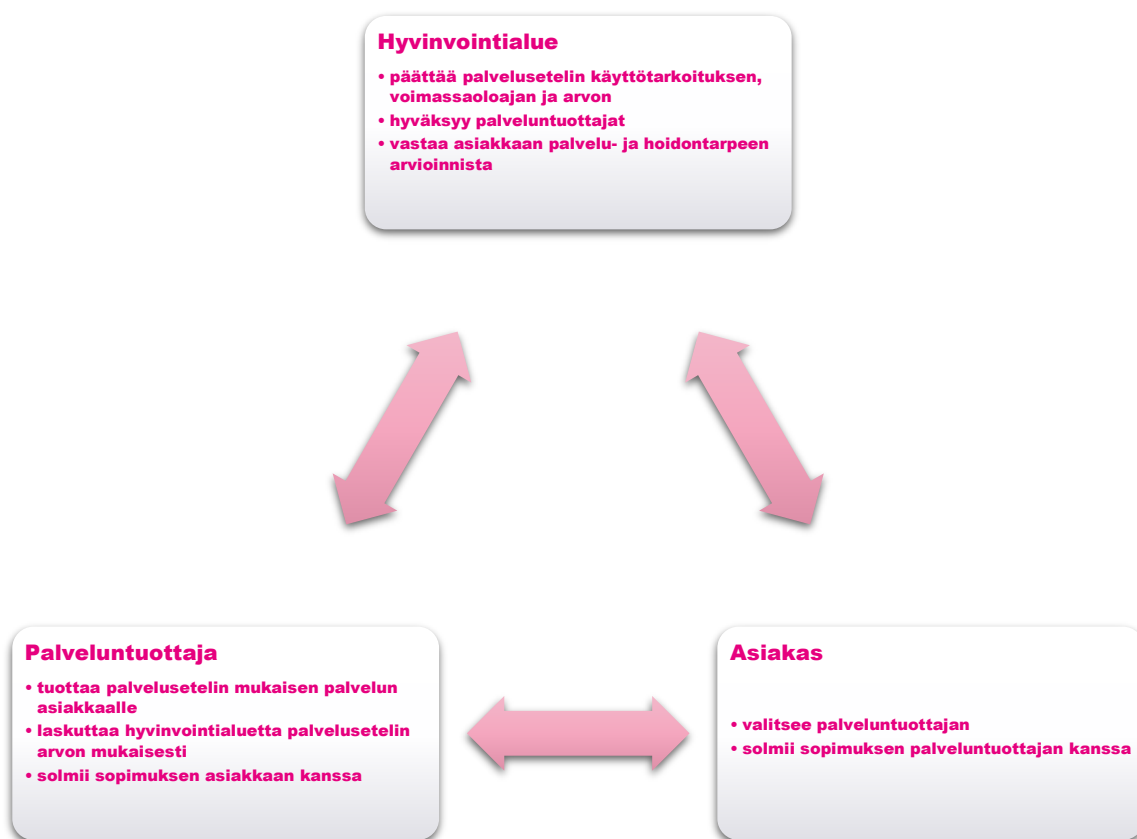 Hyvinvointialue
• päättää palvelusetelin käyttötarkoituksen,
voimassaoloajan ja arvon
• hyväksyy palveluntuottajat
• vastaa asiakkaan palvelu- ja hoidontarpeen
arvioinnista
Palveluntuottaja
• tuottaa palvelusetelin mukaisen palvelun
asiakkaalle
• laskuttaa hyvinvointialuetta palvelusetelin
arvon mukaisesti
• solmii sopimuksen asiakkaan kanssa
Asiakas
• valitsee palveluntuottajan
• solmii sopimuksen palveluntuottajan kanssa